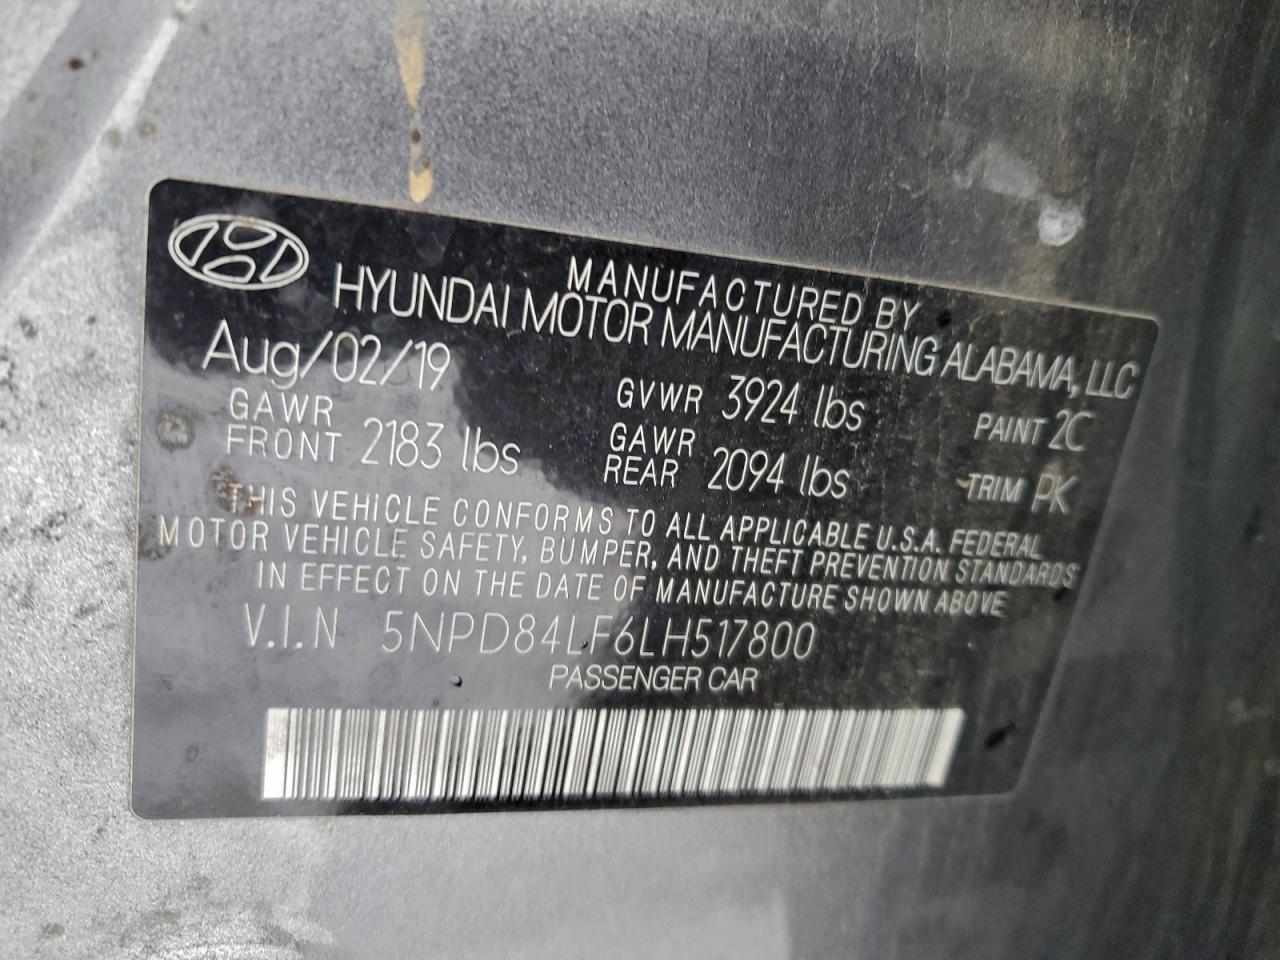 MANUFACTURED BY
HYUNDAI MOTOR MANUFACTURING ALABAMA, LLC
Aug/02/19 GVWR 3924 lbs PAINT 2C
GAWR FRONT 2183 lbs GAWR REAR 2094 lbs TRIM PK
THIS VEHICLE CONFORMS TO ALL APPLICABLE U.S.A. FEDERAL
MOTOR VEHICLE SAFETY, BUMPER, AND THEFT PREVENTION STANDARDS
IN EFFECT ON THE DATE OF MANUFACTURE SHOWN ABOVE
V.I.N 5NPD84LF6LH517800
PASSENGER CAR